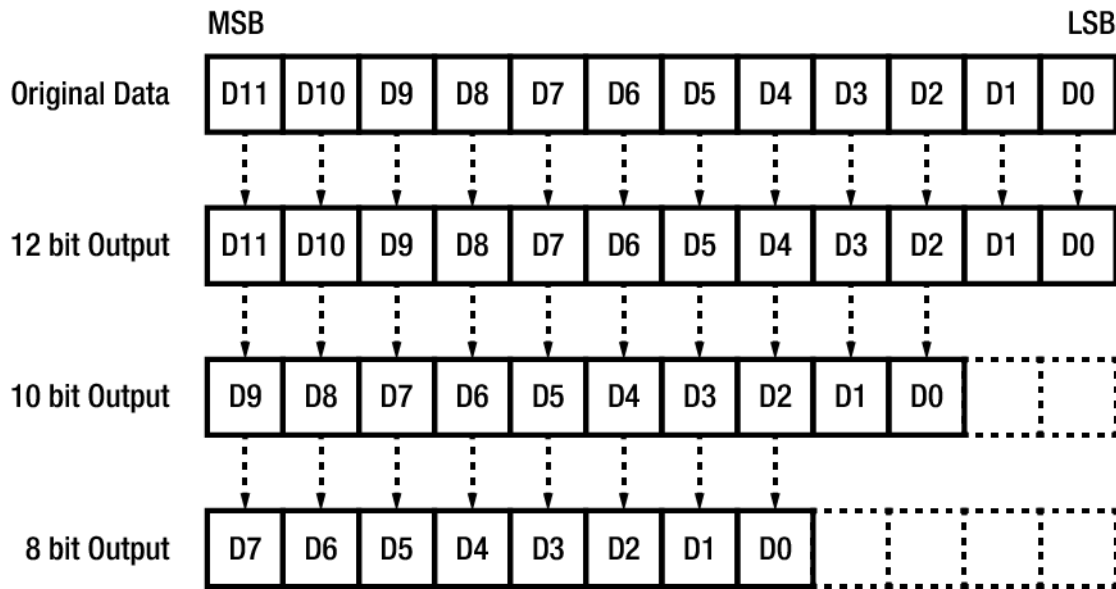 MSB LSB
Original Data D11 D10 D9 D8 D7 D6 D5 D4 D3 D2 D1 D0
12 bit Output D11 D10 D9 D8 D7 D6 D5 D4 D3 D2 D1 D0
10 bit Output D9 D8 D7 D6 D5 D4 D3 D2 D1 D0
8 bit Output D7 D6 D5 D4 D3 D2 D1 D0